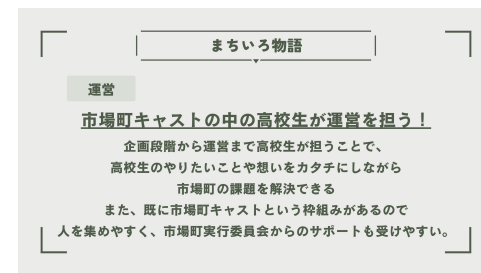 まちいろ物語
運営
市場町キャストの中の高校生が運営を担う！
企画段階から運営まで高校生が担うことで、
高校生のやりたいことや想いをカタチにしながら
市場町の課題を解決できる
また、既に市場町キャストという枠組みがあるので
人を集めやすく、市場町実行委員会からのサポートも受けやすい。